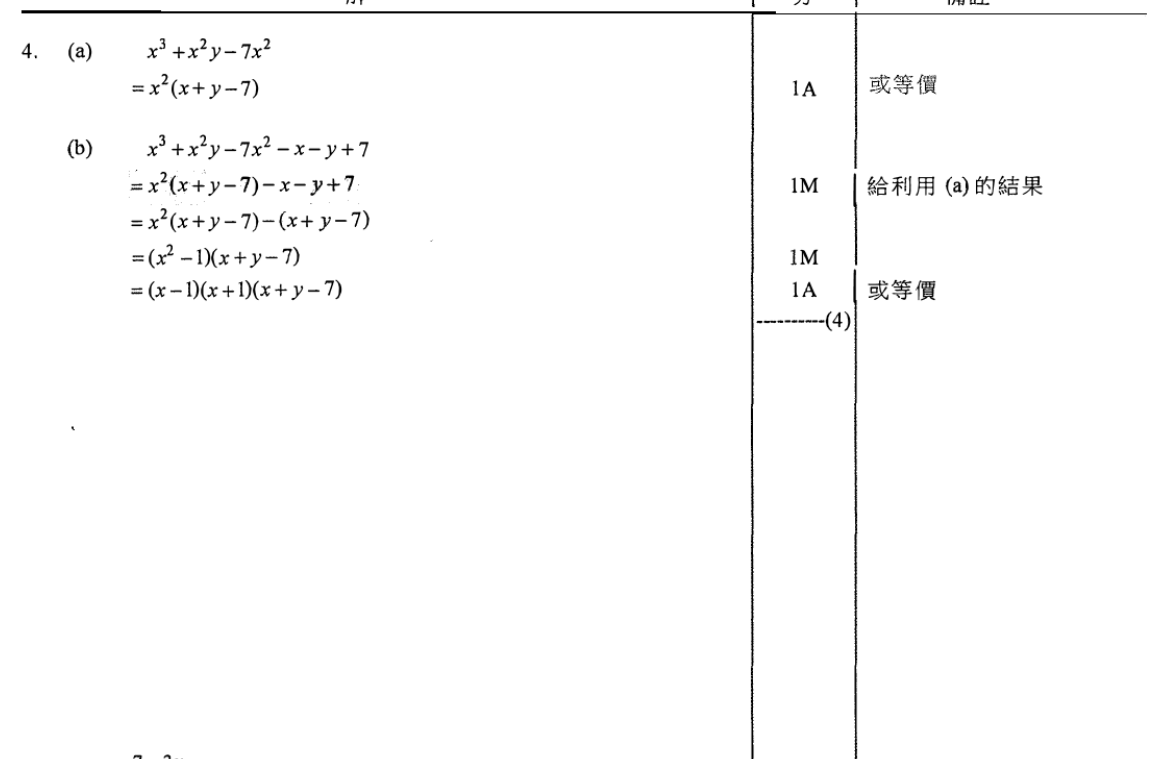 4. (a) x³ + x²y − 7x²
= x²(x + y − 7) 1A 或等價
(b) x³ + x²y − 7x² − x − y + 7
= x²(x + y − 7) − x − y + 7 1M 給利用 (a) 的結果
= x²(x + y − 7) − (x + y − 7)
= (x² − 1)(x + y − 7) 1M
= (x − 1)(x + 1)(x + y − 7) 1A 或等價
----------(4)